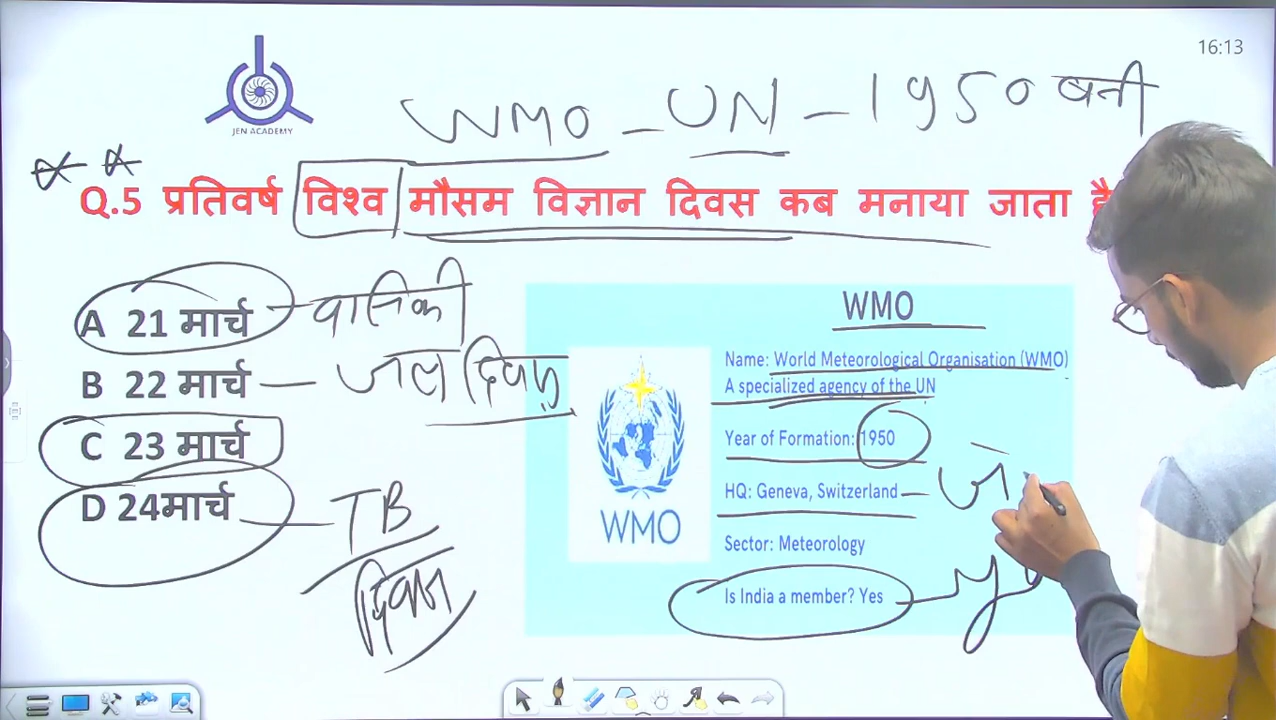 16:13
JEN ACADEMY
WMO - UN - 1950 बनी
Q.5 प्रतिवर्ष विश्व मौसम विज्ञान दिवस कब मनाया जाता है
A 21 मार्च - वानिकी
B 22 मार्च - जल दिवस
C 23 मार्च
D 24मार्च - TB
दिवस
WMO
Name: World Meteorological Organisation (WMO)
A specialized agency of the UN
Year of Formation: 1950
HQ: Geneva, Switzerland
Sector: Meteorology
Is India a member? Yes
WMO